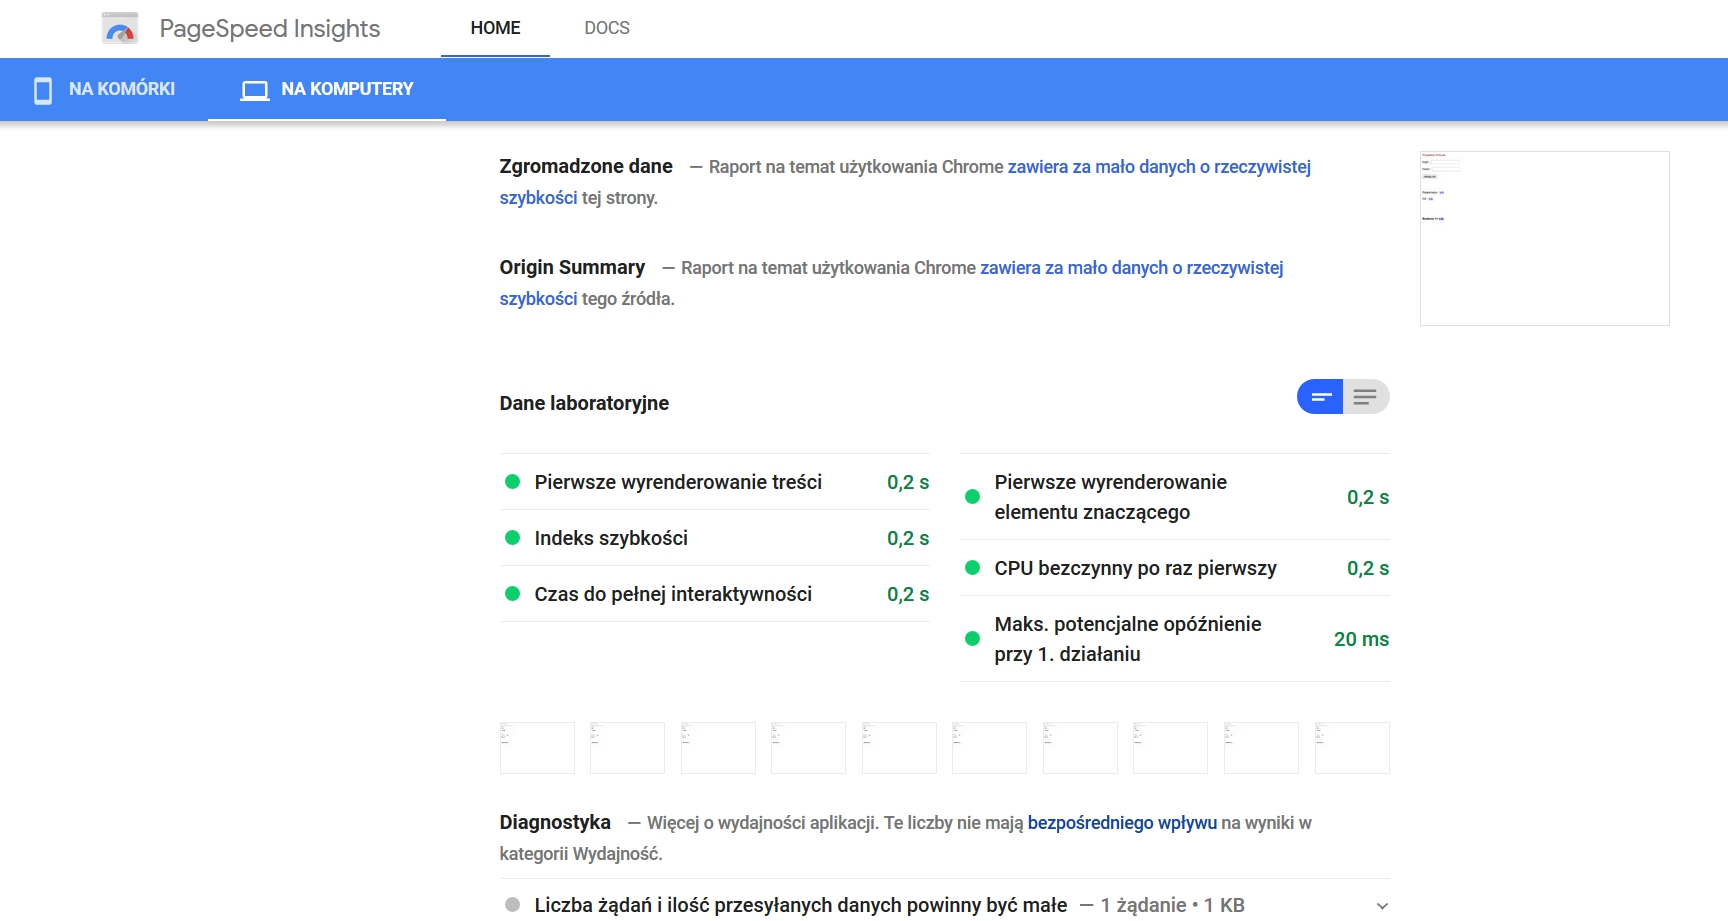 PageSpeed Insights
HOME
DOCS
NA KOMÓRKI
NA KOMPUTERY
Zgromadzone dane — Raport na temat użytkowania Chrome zawiera za mało danych o rzeczywistej
szybkości tej strony.
Origin Summary — Raport na temat użytkowania Chrome zawiera za mało danych o rzeczywistej
szybkości tego źródła.
Dane laboratoryjne
Pierwsze wyrenderowanie treści 0,2 s
Indeks szybkości 0,2 s
Czas do pełnej interaktywności 0,2 s
Pierwsze wyrenderowanie
elementu znaczącego 0,2 s
CPU bezczynny po raz pierwszy 0,2 s
Maks. potencjalne opóźnienie
przy 1. działaniu 20 ms
Diagnostyka — Więcej o wydajności aplikacji. Te liczby nie mają bezpośredniego wpływu na wyniki w
kategorii Wydajność.
Liczba żądań i ilość przesyłanych danych powinny być małe — 1 żądanie • 1 KB